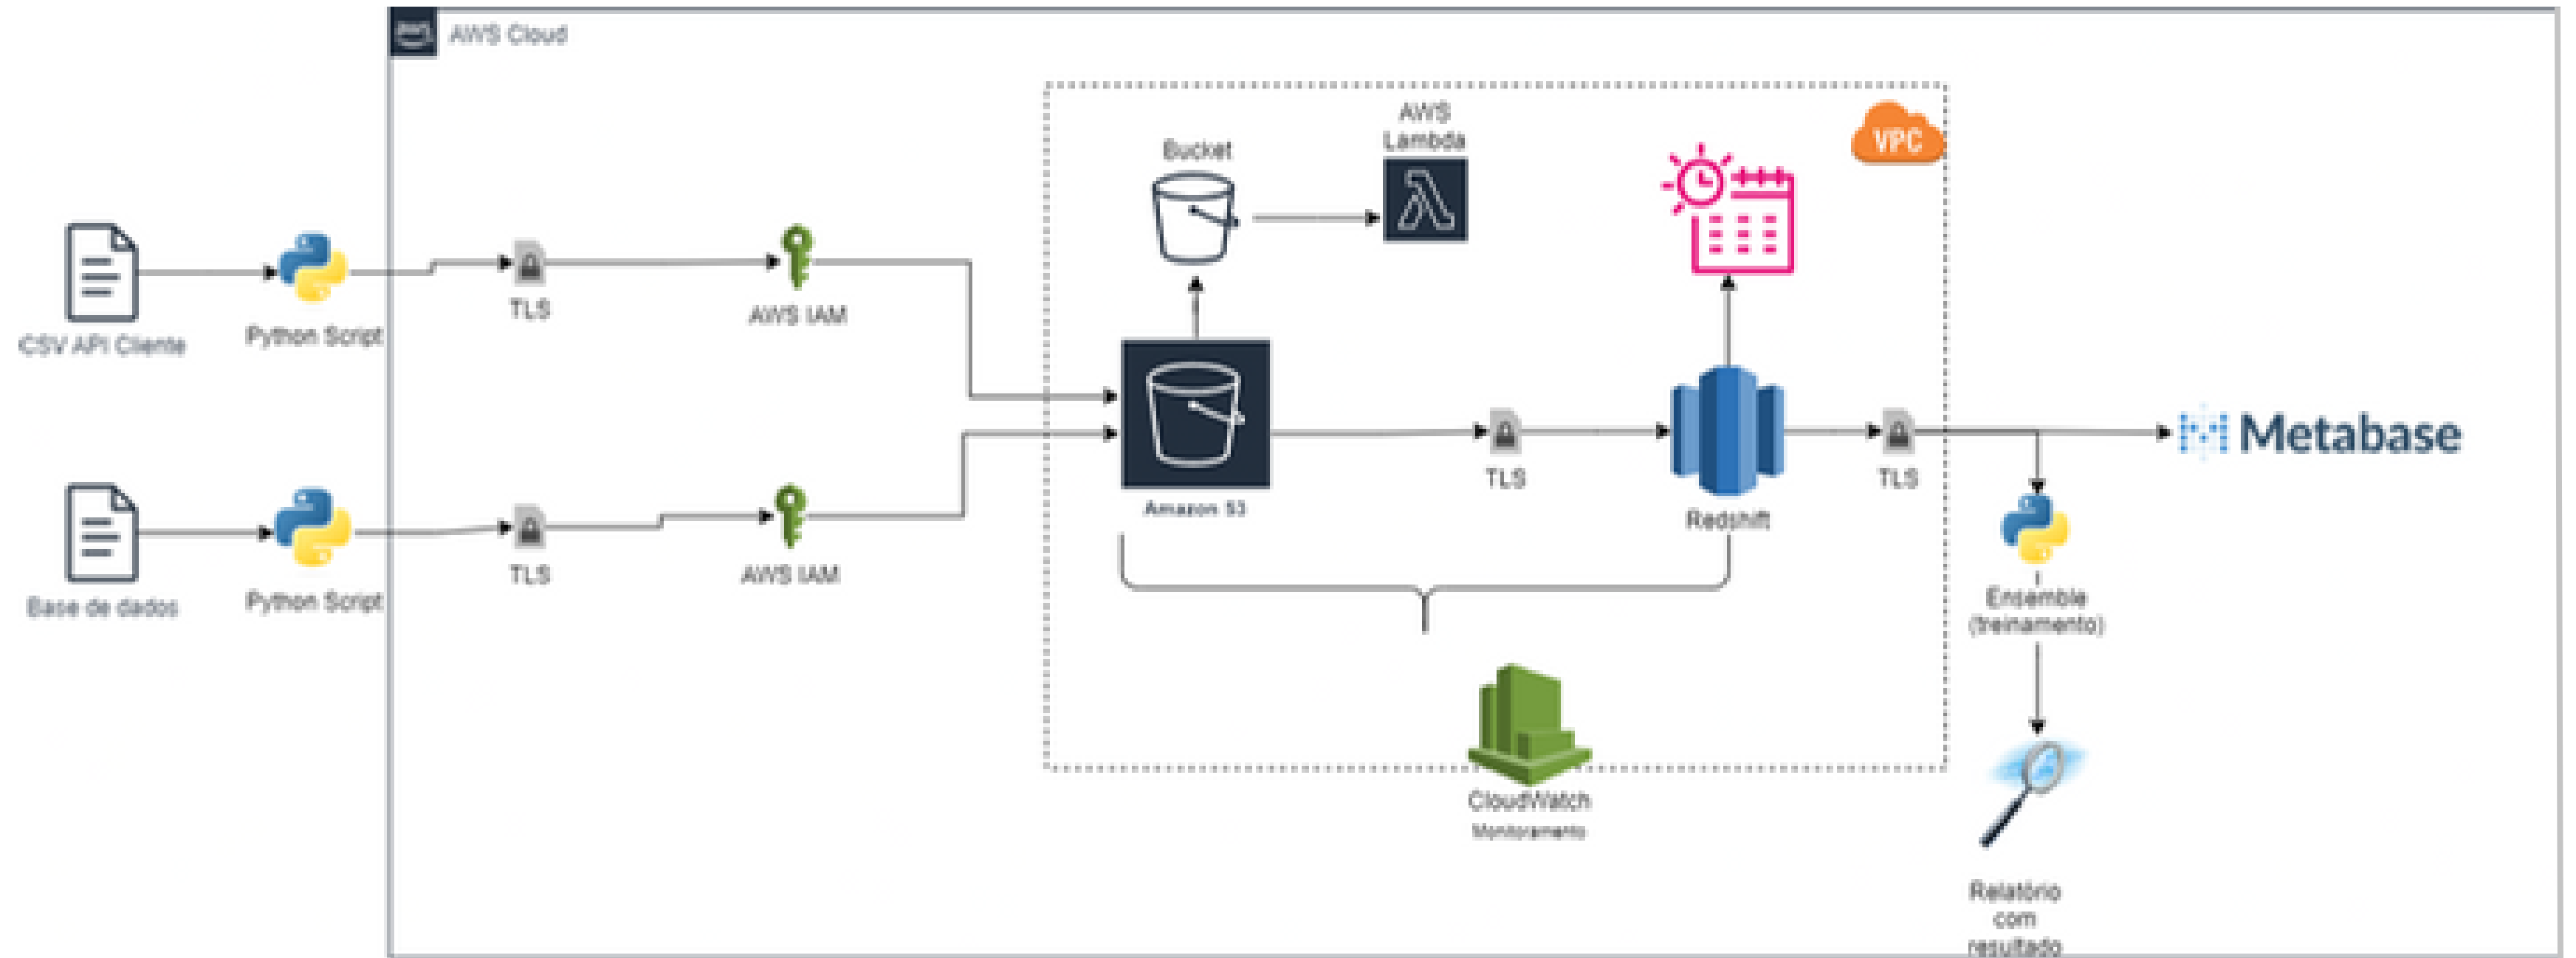 aws
AWS Cloud
AWS
Lambda
Bucket
VPC
CSV API Cliente
Python Script
TLS
AWS IAM
Amazon S3
TLS
Redshift
TLS
Metabase
Base de dados
Python Script
TLS
AWS IAM
Ensemble
(treinamento)
CloudWatch
Monitoramento
Relatório
com
resultado